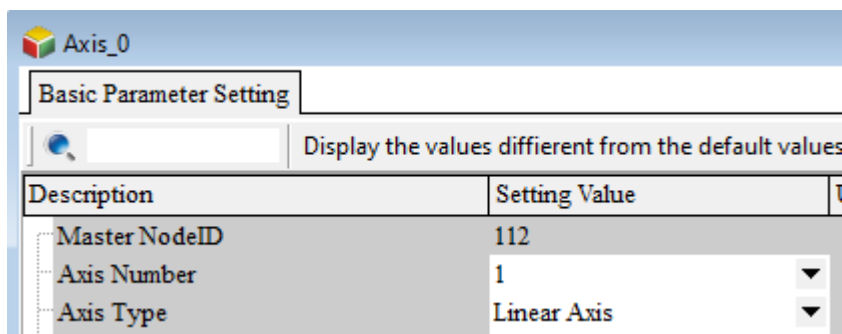 Axis_0
Basic Parameter Setting
Display the values diffierent from the default values
Description Setting Value
Master NodeID 112
Axis Number 1
Axis Type Linear Axis